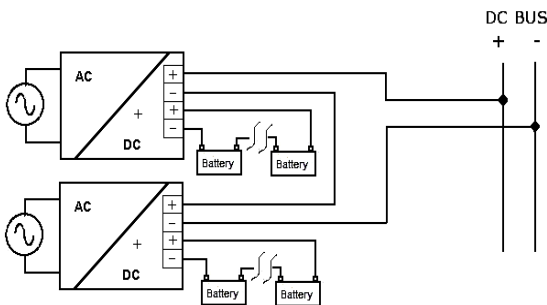 DC BUS
+ -
AC
+
DC
+
−
+
−
Battery
Battery
AC
+
DC
+
−
+
−
Battery
Battery